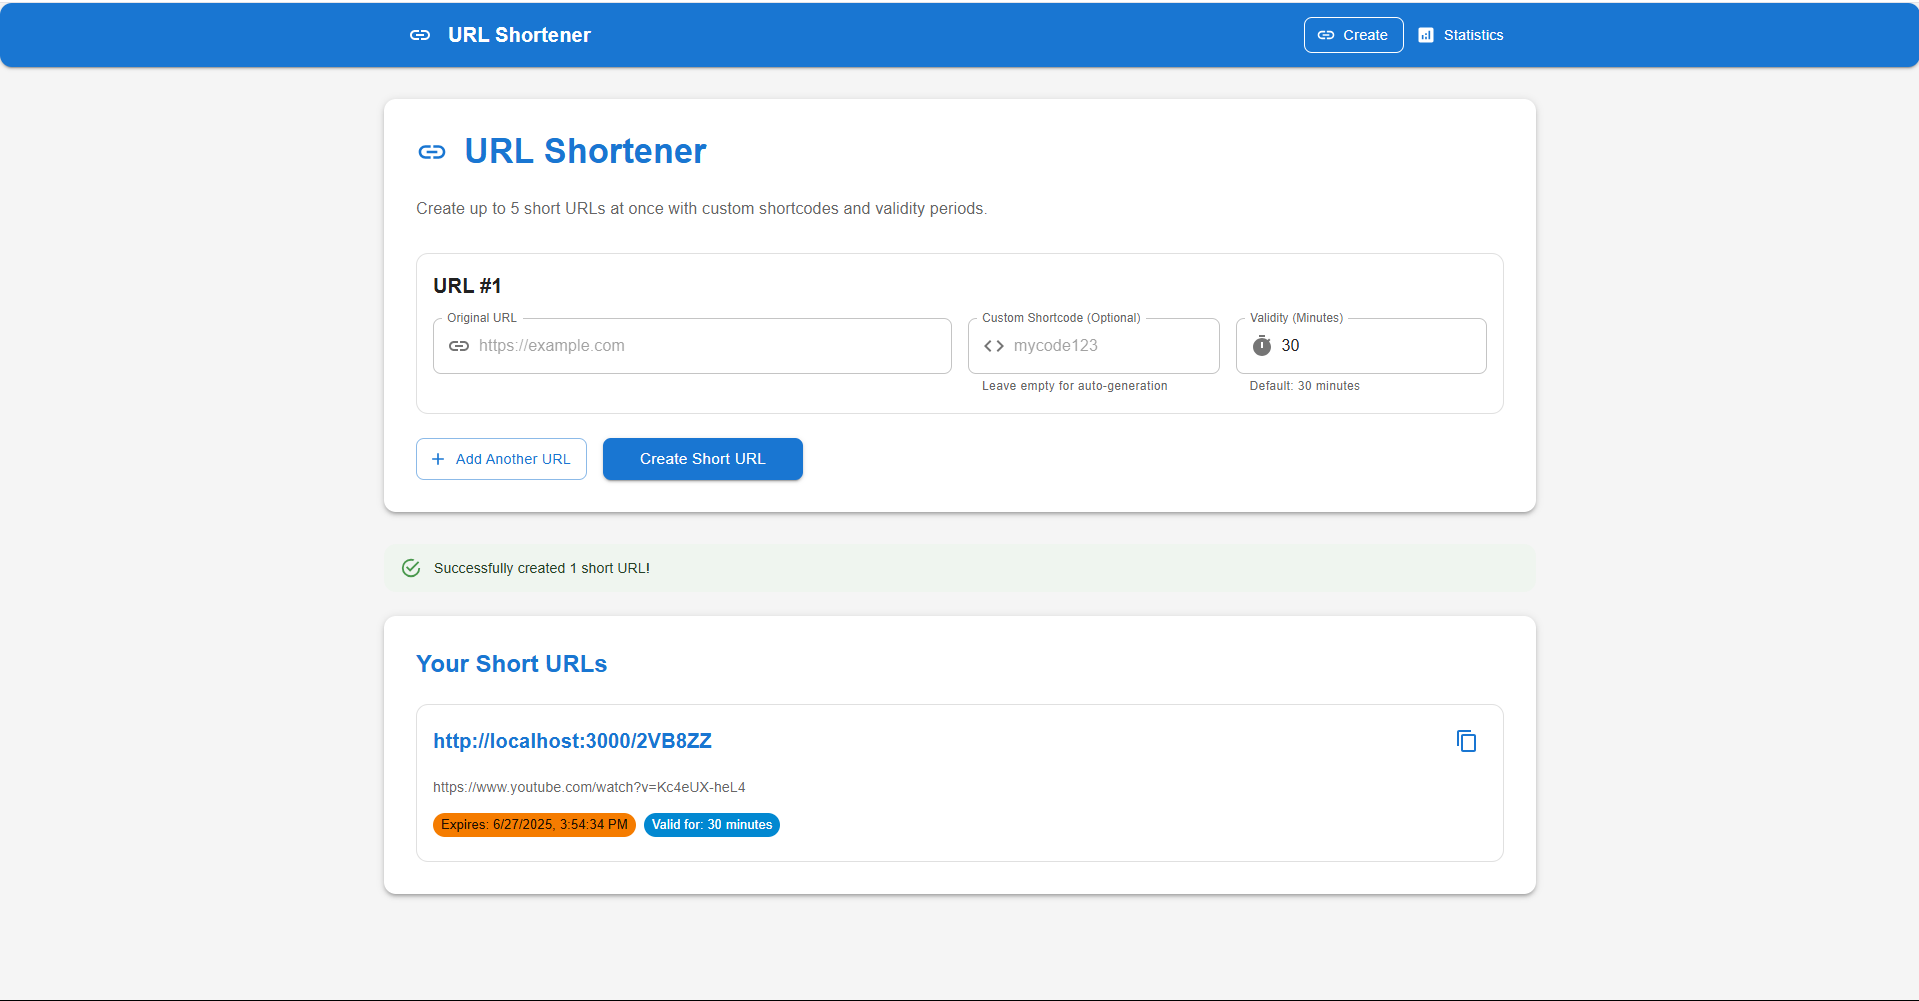 URL Shortener
Create
Statistics
URL Shortener
Create up to 5 short URLs at once with custom shortcodes and validity periods.
URL #1
Original URL
https://example.com
Custom Shortcode (Optional)
mycode123
Leave empty for auto-generation
Validity (Minutes)
30
Default: 30 minutes
Add Another URL
Create Short URL
Successfully created 1 short URL!
Your Short URLs
http://localhost:3000/2VB8ZZ
https://www.youtube.com/watch?v=Kc4eUX-heL4
Expires: 6/27/2025, 3:54:34 PM
Valid for: 30 minutes